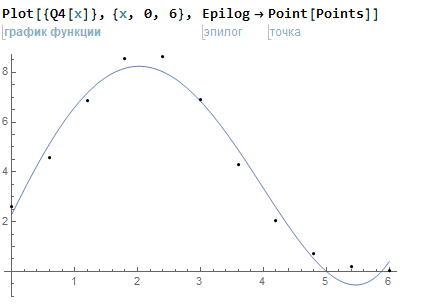 Plot[{Q4[x]}, {x, 0, 6}, Epilog → Point[Points]]
график функции эпилог точка
8
6
4
2
1 2 3 4 5 6